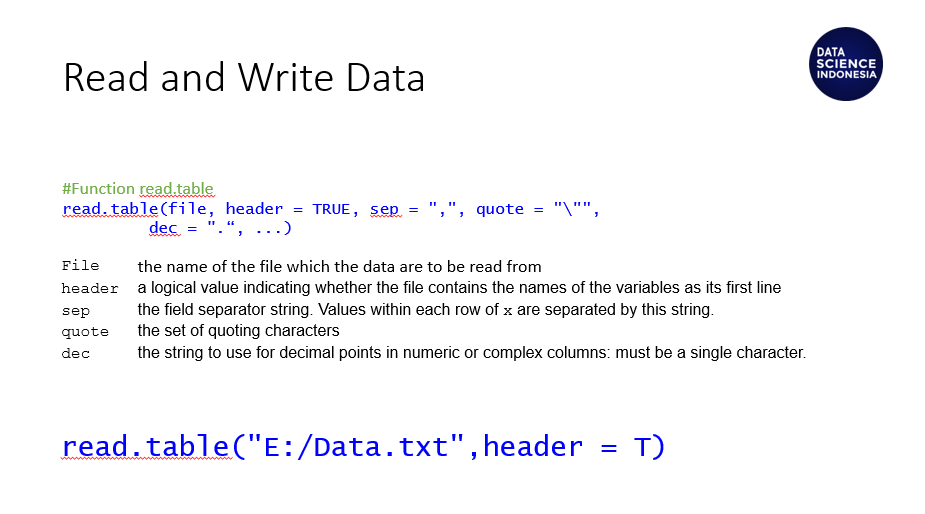 DATA
SCIENCE
INDONESIA
Read and Write Data
#Function read.table
read.table(file, header = TRUE, sep = ",", quote = "\"",
dec = ".“, ...)
File the name of the file which the data are to be read from
header a logical value indicating whether the file contains the names of the variables as its first line
sep the field separator string. Values within each row of x are separated by this string.
quote the set of quoting characters
dec the string to use for decimal points in numeric or complex columns: must be a single character.
read.table("E:/Data.txt",header = T)